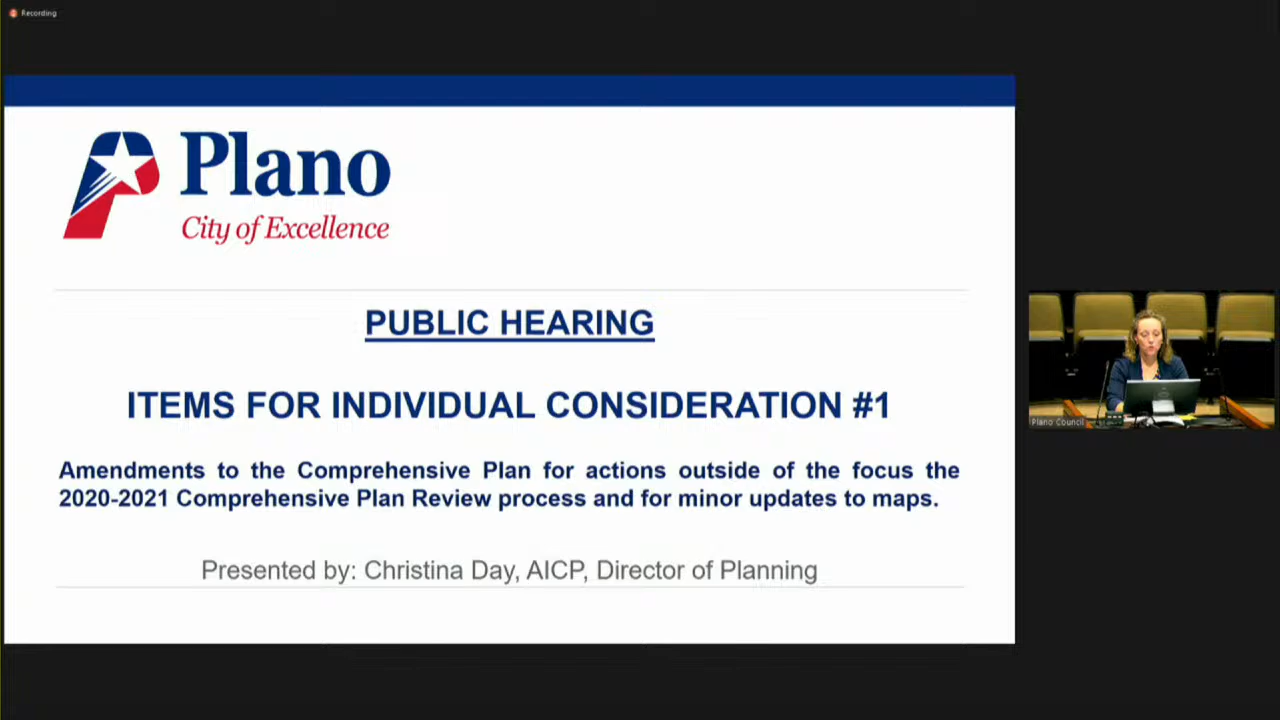 Recording
Plano
City of Excellence
PUBLIC HEARING
ITEMS FOR INDIVIDUAL CONSIDERATION #1
Amendments to the Comprehensive Plan for actions outside of the focus the
2020-2021 Comprehensive Plan Review process and for minor updates to maps.
Presented by: Christina Day, AICP, Director of Planning
Plano Council